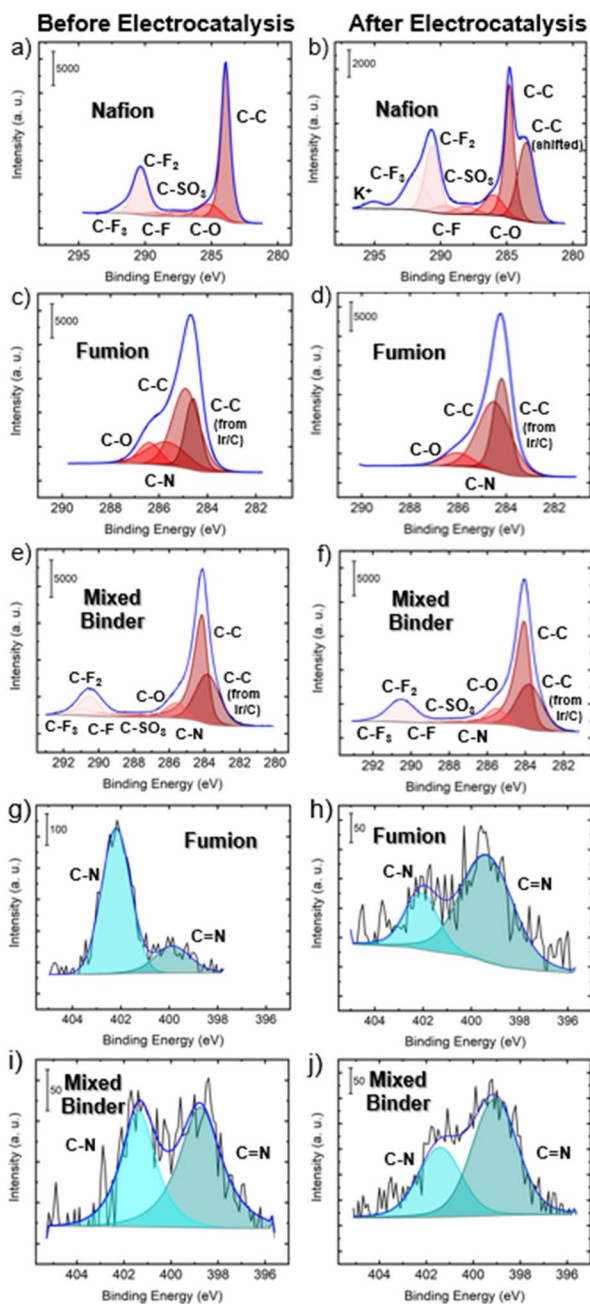 Before Electrocatalysis
After Electrocatalysis
a)
5000
Nafion
C-C
C-F2
C-SO3
C-F3
C-F
C-O
Intensity (a. u.)
295 290 285 280
Binding Energy (eV)
b)
2000
Nafion
C-C
C-C
(shifted)
C-F2
C-F3
C-SO3
K+
C-F
C-O
Intensity (a. u.)
295 290 285 280
Binding Energy (eV)
c)
5000
Fumion
C-C
C-C
(from
Ir/C)
C-O
C-N
Intensity (a. u.)
290 288 286 284 282
Binding Energy (eV)
d)
5000
Fumion
C-C
C-C
(from
Ir/C)
C-O
C-N
Intensity (a. u.)
290 288 286 284 282
Binding Energy (eV)
e)
5000
Mixed
Binder
C-C
C-F2
C-O
C-C
(from
Ir/C)
C-F3
C-F
C-SO3
C-N
Intensity (a. u.)
292 290 288 286 284 282 280
Binding Energy (eV)
f)
5000
Mixed
Binder
C-C
C-F2
C-SO3
C-O
C-C
(from
Ir/C)
C-F3
C-F
C-N
Intensity (a. u.)
292 290 288 286 284 282
Binding Energy (eV)
g)
100
Fumion
C-N
C=N
Intensity (a. u.)
404 402 400 398 396
Binding Energy (eV)
h)
50
Fumion
C-N
C=N
Intensity (a. u.)
404 402 400 398 396
Binding Energy (eV)
i)
50
Mixed
Binder
C-N
C=N
Intensity (a. u.)
404 402 400 398 396
Binding Energy (eV)
j)
50
Mixed
Binder
C-N
C=N
Intensity (a. u.)
404 402 400 398 396
Binding Energy (eV)